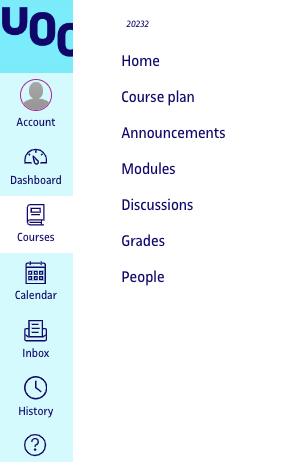 UOC
Account
Dashboard
Courses
Calendar
Inbox
History
?
20232
Home
Course plan
Announcements
Modules
Discussions
Grades
People